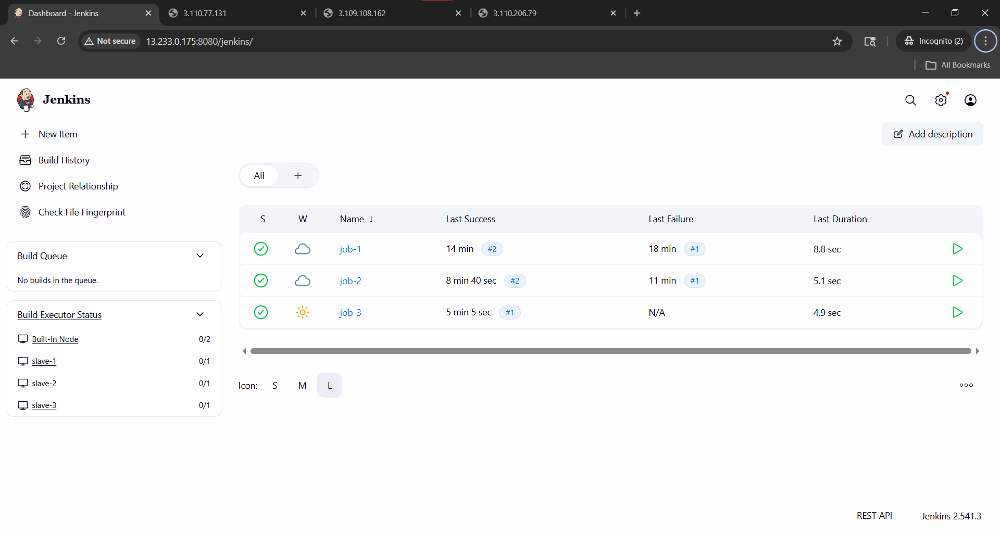 Dashboard - Jenkins
3.110.77.131
3.109.108.162
3.110.206.79
Not secure 13.233.0.175:8080/jenkins/
Incognito (2)
All Bookmarks
Jenkins
New Item
Build History
Project Relationship
Check File Fingerprint
Build Queue
No builds in the queue.
Build Executor Status
Built-In Node 0/2
slave-1 0/1
slave-2 0/1
slave-3 0/1
Add description
All
S W Name ↓ Last Success Last Failure Last Duration
job-1 14 min #2 18 min #1 8.8 sec
job-2 8 min 40 sec #2 11 min #1 5.1 sec
job-3 5 min 5 sec #1 N/A 4.9 sec
Icon: S M L
REST API Jenkins 2.541.3